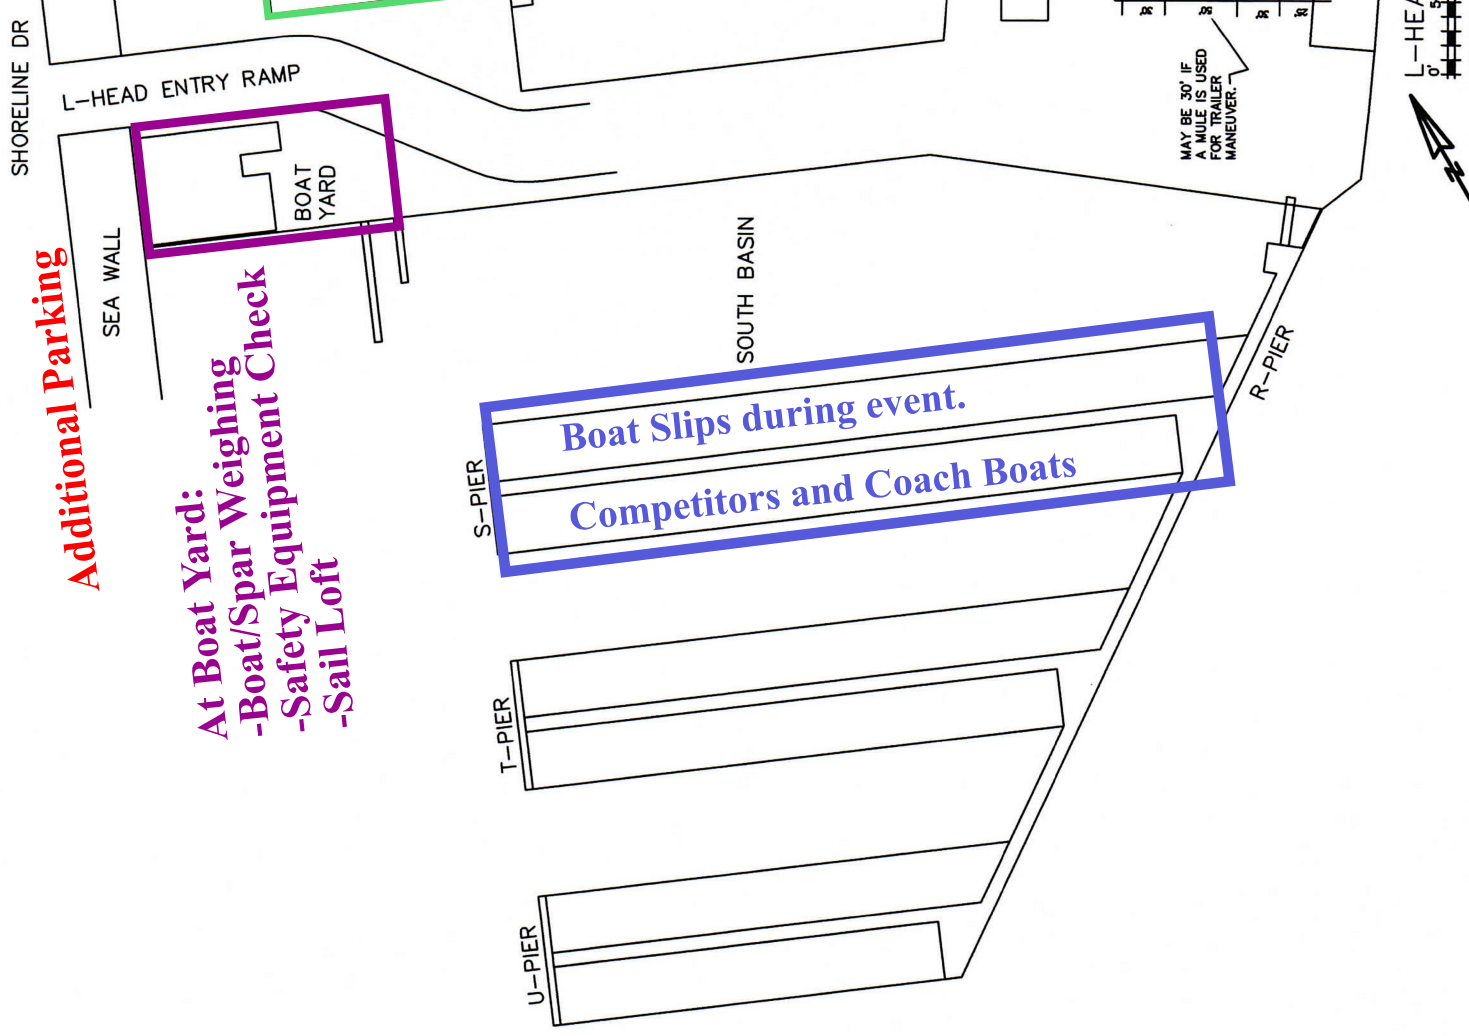 SHORELINE DR
L-HEAD ENTRY RAMP
BOAT
YARD
SEA WALL
Additional Parking
At Boat Yard:
-Boat/Spar Weighing
-Safety Equipment Check
-Sail Loft
SOUTH BASIN
MAY BE 30' IF
A MULE IS USED
FOR TRAILER
MANEUVER.
L-HEA
0'
R-PIER
S-PIER
Boat Slips during event.
Competitors and Coach Boats
T-PIER
U-PIER